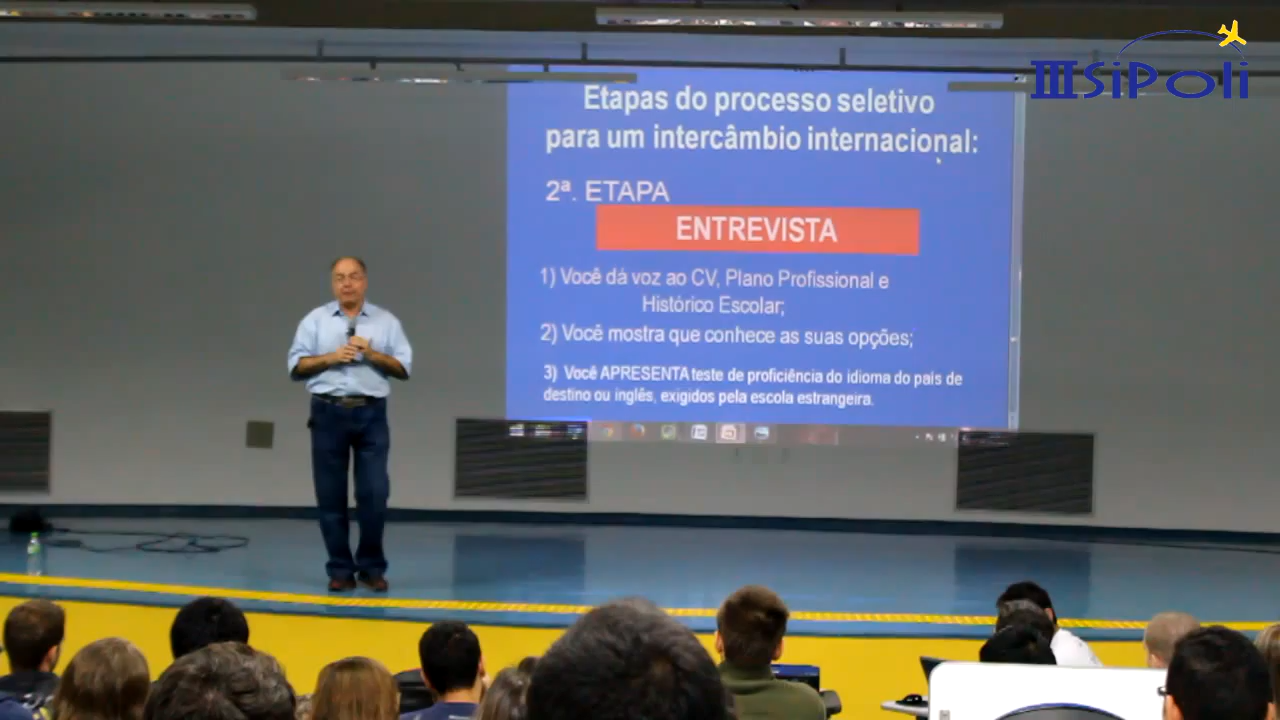 IIISiPoli
Etapas do processo seletivo
para um intercâmbio internacional:
2ª. ETAPA
ENTREVISTA
1) Você dá voz ao CV, Plano Profissional e
Histórico Escolar;
2) Você mostra que conhece as suas opções;
3) Você APRESENTA teste de proficiência do idioma do país de
destino ou inglês, exigidos pela escola estrangeira.